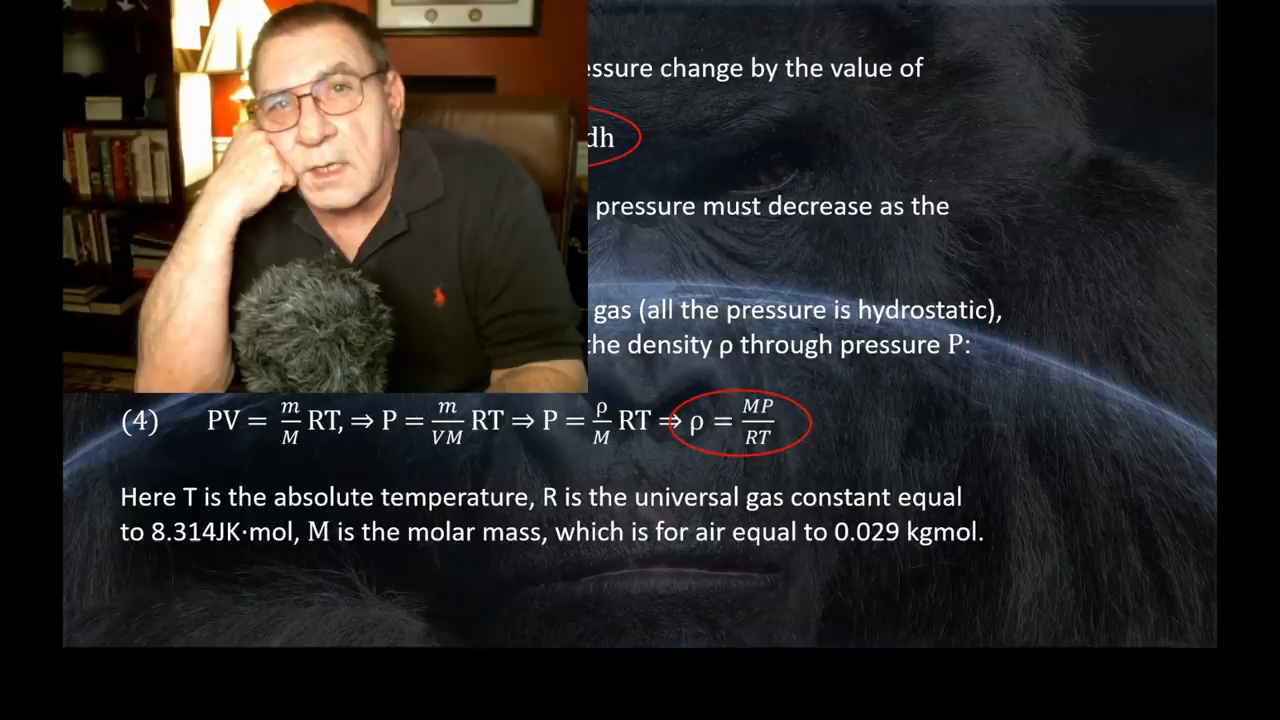 essure change by the value of
dh
pressure must decrease as the
gas (all the pressure is hydrostatic),
the density ρ through pressure P:
(4) PV = m/M RT, ⇒ P = m/VM RT ⇒ P = ρ/M RT ⇒ ρ = MP/RT
Here T is the absolute temperature, R is the universal gas constant equal
to 8.314JK·mol, M is the molar mass, which is for air equal to 0.029 kgmol.